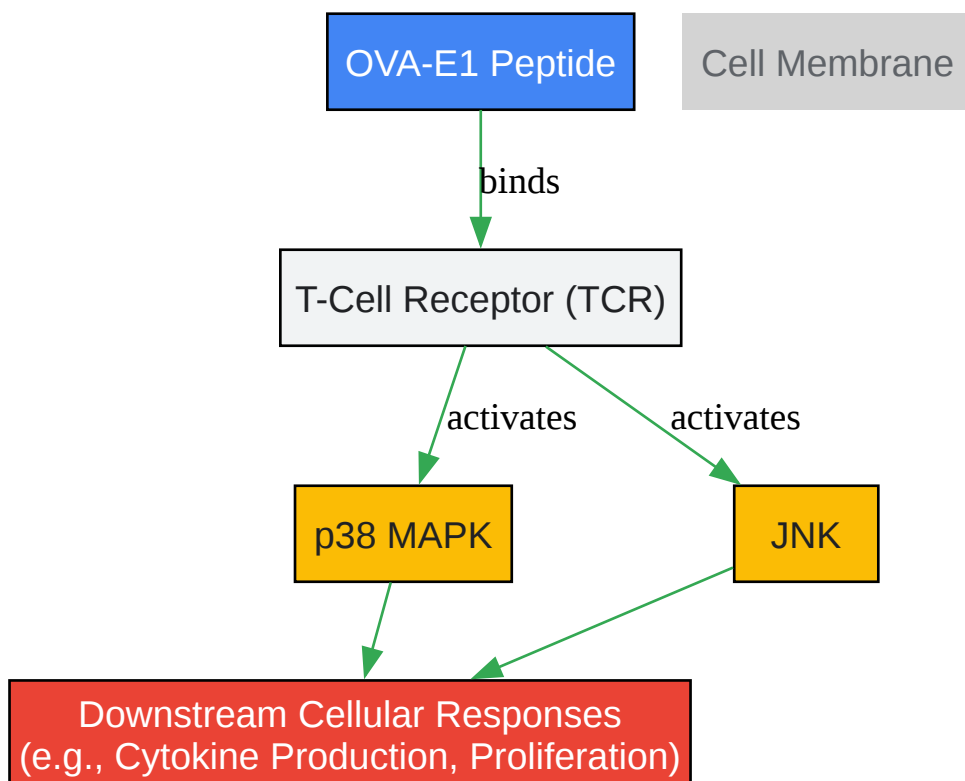 OVA-E1 Peptide
Cell Membrane
binds
T-Cell Receptor (TCR)
activates
activates
p38 MAPK
JNK
Downstream Cellular Responses
(e.g., Cytokine Production, Proliferation)